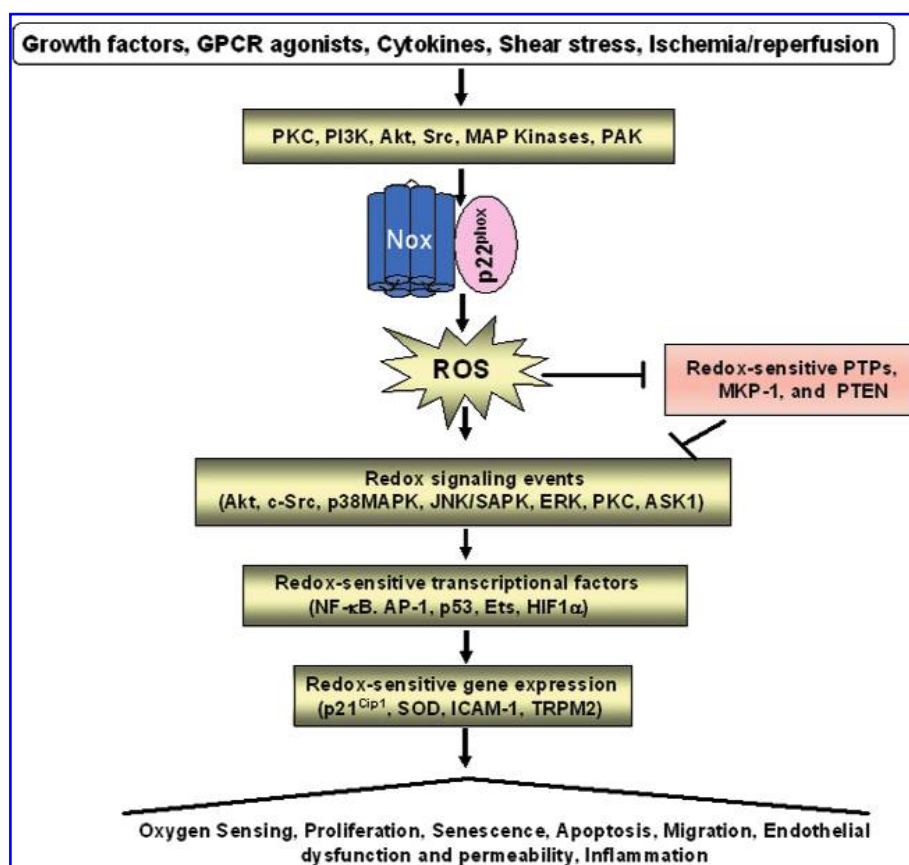 Growth factors, GPCR agonists, Cytokines, Shear stress, Ischemia/reperfusion
PKC, PI3K, Akt, Src, MAP Kinases, PAK
Nox
p22phox
ROS
Redox-sensitive PTPs,
MKP-1, and PTEN
Redox signaling events
(Akt, c-Src, p38MAPK, JNK/SAPK, ERK, PKC, ASK1)
Redox-sensitive transcriptional factors
(NF-κB. AP-1, p53, Ets, HIF1α)
Redox-sensitive gene expression
(p21Cip1, SOD, ICAM-1, TRPM2)
Oxygen Sensing, Proliferation, Senescence, Apoptosis, Migration, Endothelial
dysfunction and permeability, Inflammation